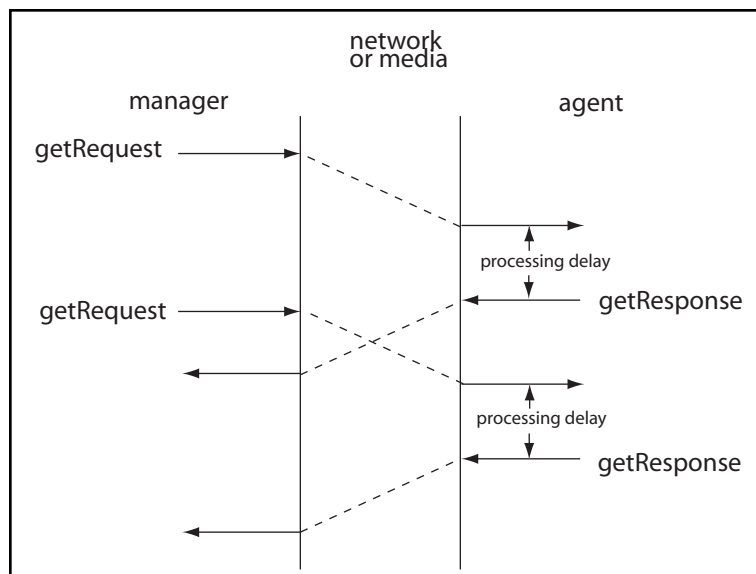 network
or media
manager
agent
getRequest
processing delay
getResponse
getRequest
processing delay
getResponse